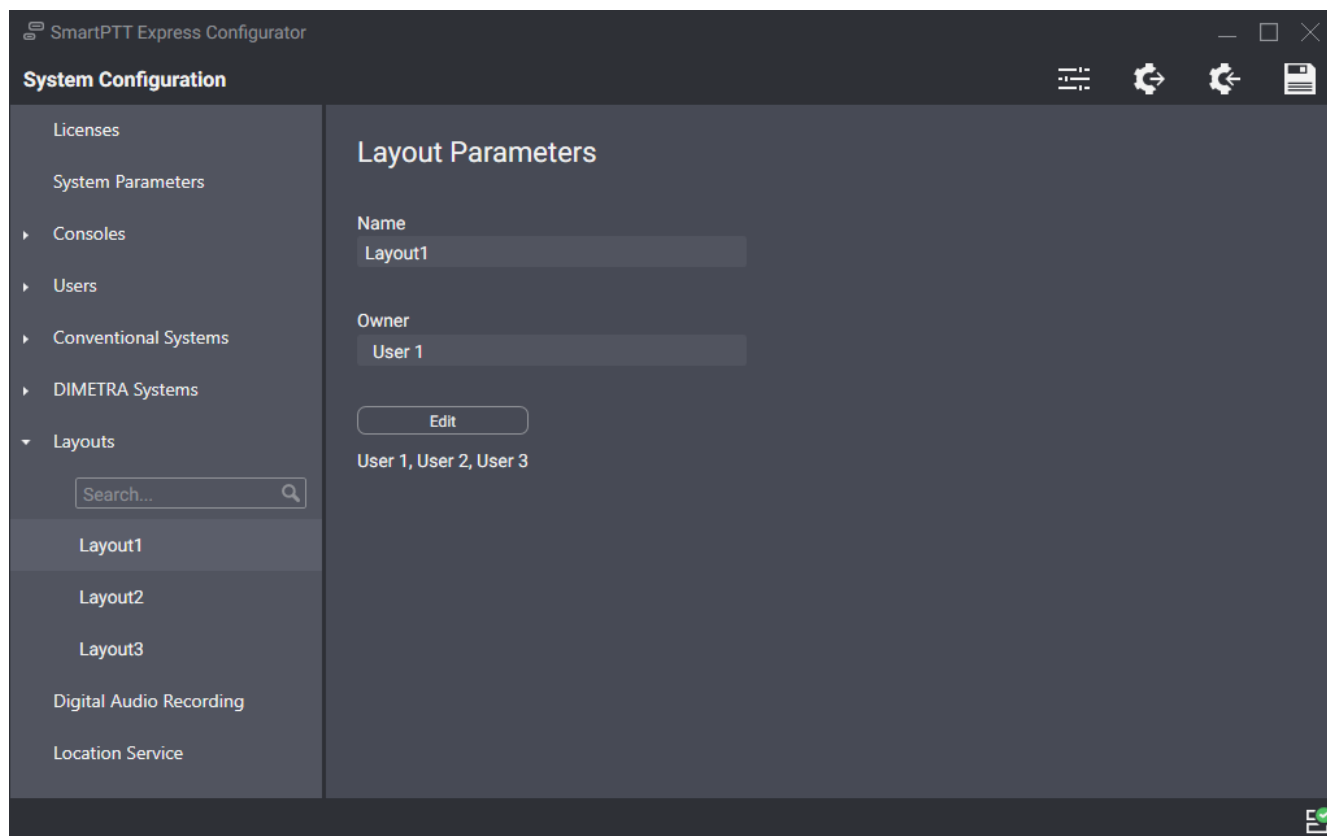 SmartPTT Express Configurator
System Configuration
Licenses
System Parameters
Consoles
Users
Conventional Systems
DIMETRA Systems
Layouts
Search...
Layout1
Layout2
Layout3
Digital Audio Recording
Location Service
Layout Parameters
Name
Layout1
Owner
User 1
Edit
User 1, User 2, User 3